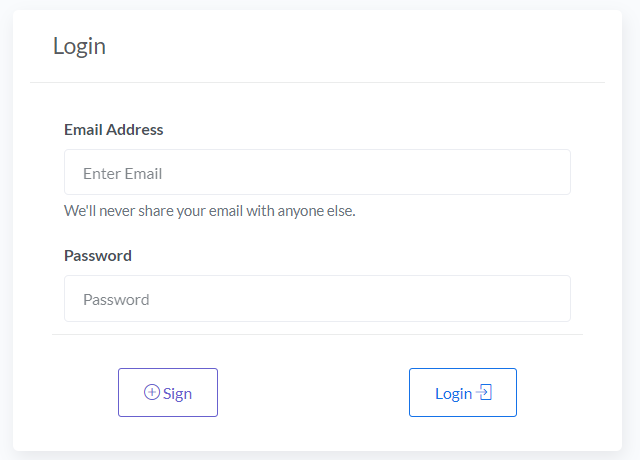 Login
Email Address
Enter Email
We'll never share your email with anyone else.
Password
Password
Sign
Login